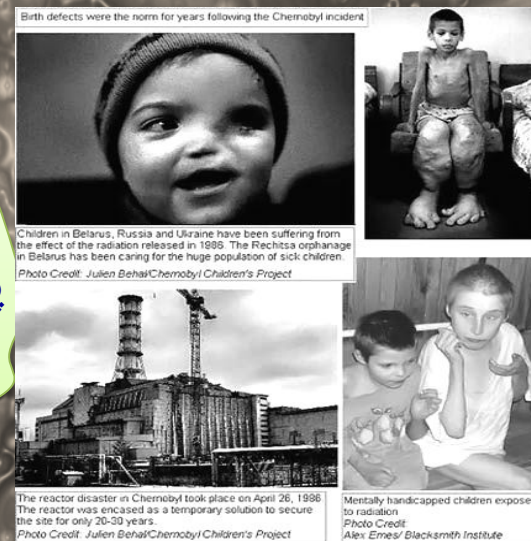 Birth defects were the norm for years following the Chernobyl incident
Children in Belarus, Russia and Ukraine have been suffering from
the effect of the radiation released in 1986. The Rechitsa orphanage
in Belarus has been caring for the huge population of sick children.
Photo Credit: Julien Behal/Chernobyl Children's Project
The reactor disaster in Chernobyl took place on April 26, 1986.
The reactor was encased as a temporary solution to secure
the site for only 20-30 years.
Photo Credit: Julien Behal/Chernobyl Children's Project
Mentally handicapped children expose
to radiation
Photo Credit:
Alex Emes/ Blacksmith Institute